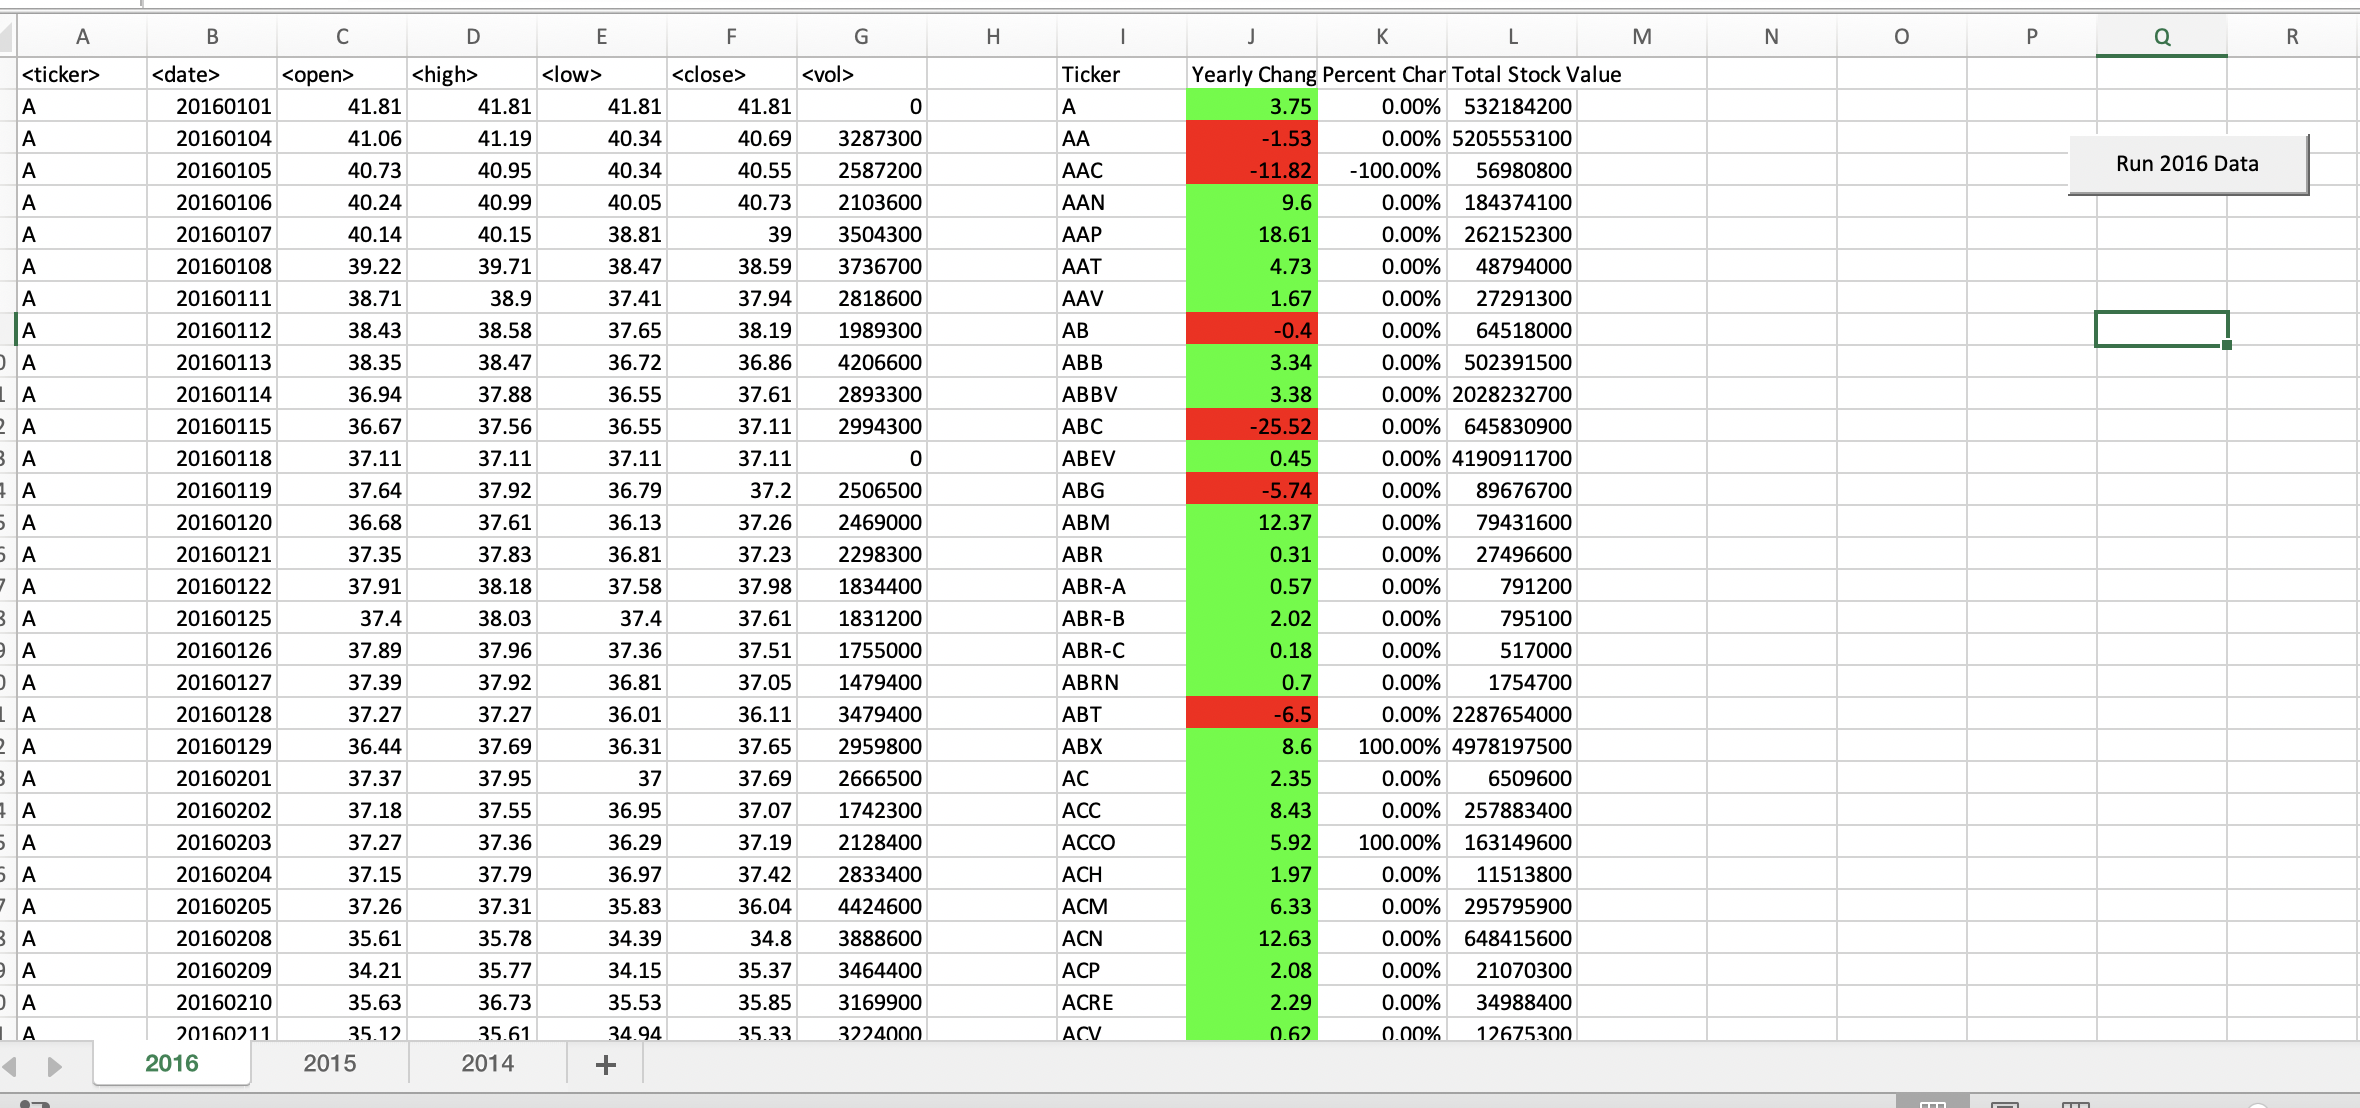 A B C D E F G H I J K L M N O P Q R
<ticker> <date> <open> <high> <low> <close> <vol> Ticker Yearly Chang Percent Char Total Stock Value
A 20160101 41.81 41.81 41.81 41.81 0 A 3.75 0.00% 532184200
A 20160104 41.06 41.19 40.34 40.69 3287300 AA -1.53 0.00% 5205553100
A 20160105 40.73 40.95 40.34 40.55 2587200 AAC -11.82 -100.00% 56980800
Run 2016 Data
A 20160106 40.24 40.99 40.05 40.73 2103600 AAN 9.6 0.00% 184374100
A 20160107 40.14 40.15 38.81 39 3504300 AAP 18.61 0.00% 262152300
A 20160108 39.22 39.71 38.47 38.59 3736700 AAT 4.73 0.00% 48794000
A 20160111 38.71 38.9 37.41 37.94 2818600 AAV 1.67 0.00% 27291300
A 20160112 38.43 38.58 37.65 38.19 1989300 AB -0.4 0.00% 64518000
A 20160113 38.35 38.47 36.72 36.86 4206600 ABB 3.34 0.00% 502391500
A 20160114 36.94 37.88 36.55 37.61 2893300 ABBV 3.38 0.00% 2028232700
A 20160115 36.67 37.56 36.55 37.11 2994300 ABC -25.52 0.00% 645830900
A 20160118 37.11 37.11 37.11 37.11 0 ABEV 0.45 0.00% 4190911700
A 20160119 37.64 37.92 36.79 37.2 2506500 ABG -5.74 0.00% 89676700
A 20160120 36.68 37.61 36.13 37.26 2469000 ABM 12.37 0.00% 79431600
A 20160121 37.35 37.83 36.81 37.23 2298300 ABR 0.31 0.00% 27496600
A 20160122 37.91 38.18 37.58 37.98 1834400 ABR-A 0.57 0.00% 791200
A 20160125 37.4 38.03 37.4 37.61 1831200 ABR-B 2.02 0.00% 795100
A 20160126 37.89 37.96 37.36 37.51 1755000 ABR-C 0.18 0.00% 517000
A 20160127 37.39 37.92 36.81 37.05 1479400 ABRN 0.7 0.00% 1754700
A 20160128 37.27 37.27 36.01 36.11 3479400 ABT -6.5 0.00% 2287654000
A 20160129 36.44 37.69 36.31 37.65 2959800 ABX 8.6 100.00% 4978197500
A 20160201 37.37 37.95 37 37.69 2666500 AC 2.35 0.00% 6509600
A 20160202 37.18 37.55 36.95 37.07 1742300 ACC 8.43 0.00% 257883400
A 20160203 37.27 37.36 36.29 37.19 2128400 ACCO 5.92 100.00% 163149600
A 20160204 37.15 37.79 36.97 37.42 2833400 ACH 1.97 0.00% 11513800
A 20160205 37.26 37.31 35.83 36.04 4424600 ACM 6.33 0.00% 295795900
A 20160208 35.61 35.78 34.39 34.8 3888600 ACN 12.63 0.00% 648415600
A 20160209 34.21 35.77 34.15 35.37 3464400 ACP 2.08 0.00% 21070300
A 20160210 35.63 36.73 35.53 35.85 3169900 ACRE 2.29 0.00% 34988400
A 20160211 35.12 35.61 34.94 35.33 3224000 ACV 0.62 0.00% 12675300
2016 2015 2014